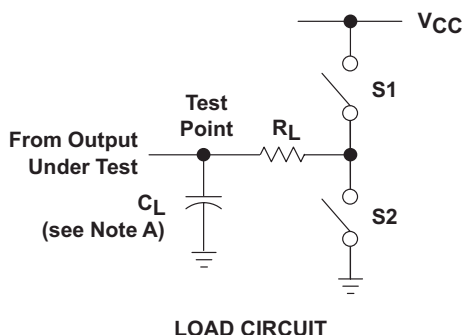 VCC
S1
Test
Point
RL
From Output
Under Test
CL
(see Note A)
S2
LOAD CIRCUIT